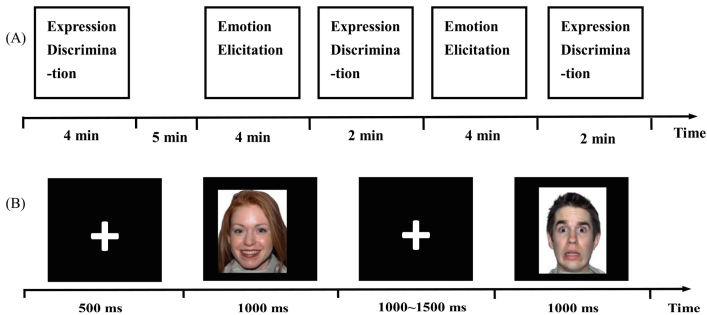 (A)
Expression
Discrimina
-tion
Emotion
Elicitation
Expression
Discrimina
-tion
Emotion
Elicitation
Expression
Discrimina
-tion
4 min
5 min
4 min
2 min
4 min
2 min
Time
(B)
500 ms
1000 ms
1000~1500 ms
1000 ms
Time